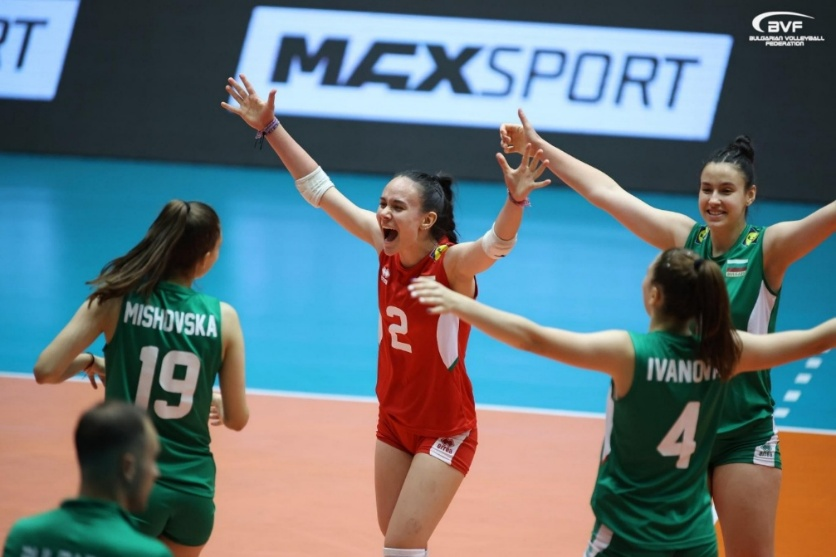 RT
MAXSPORT
BVF
BULGARIAN VOLLEYBALL
FEDERATION
MISHOVSKA
19
2
IVANOVA
4